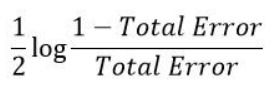 1/2 log (1 − Total Error)/(Total Error)